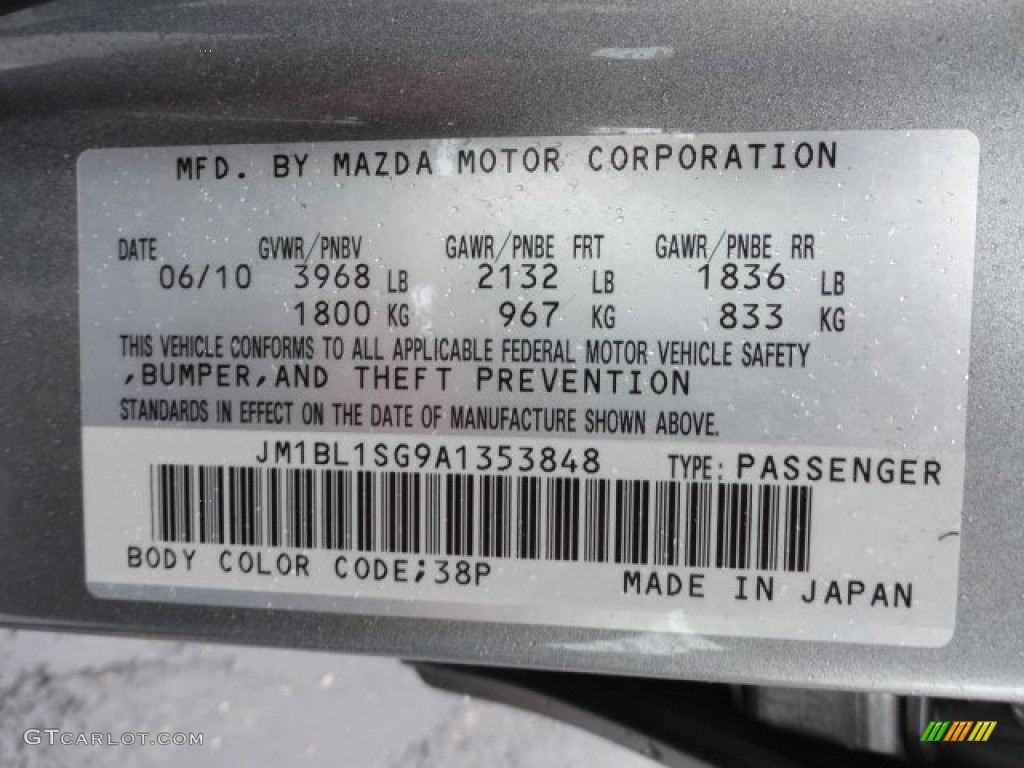 MFD. BY MAZDA MOTOR CORPORATION
DATE GVWR/PNBV GAWR/PNBE FRT GAWR/PNBE RR
06/10 3968 LB 2132 LB 1836 LB
1800 KG 967 KG 833 KG
THIS VEHICLE CONFORMS TO ALL APPLICABLE FEDERAL MOTOR VEHICLE SAFETY
,BUMPER,AND THEFT PREVENTION
STANDARDS IN EFFECT ON THE DATE OF MANUFACTURE SHOWN ABOVE.
JM1BL1SG9A1353848 TYPE: PASSENGER
BODY COLOR CODE;38P MADE IN JAPAN
GTCARLOT.COM